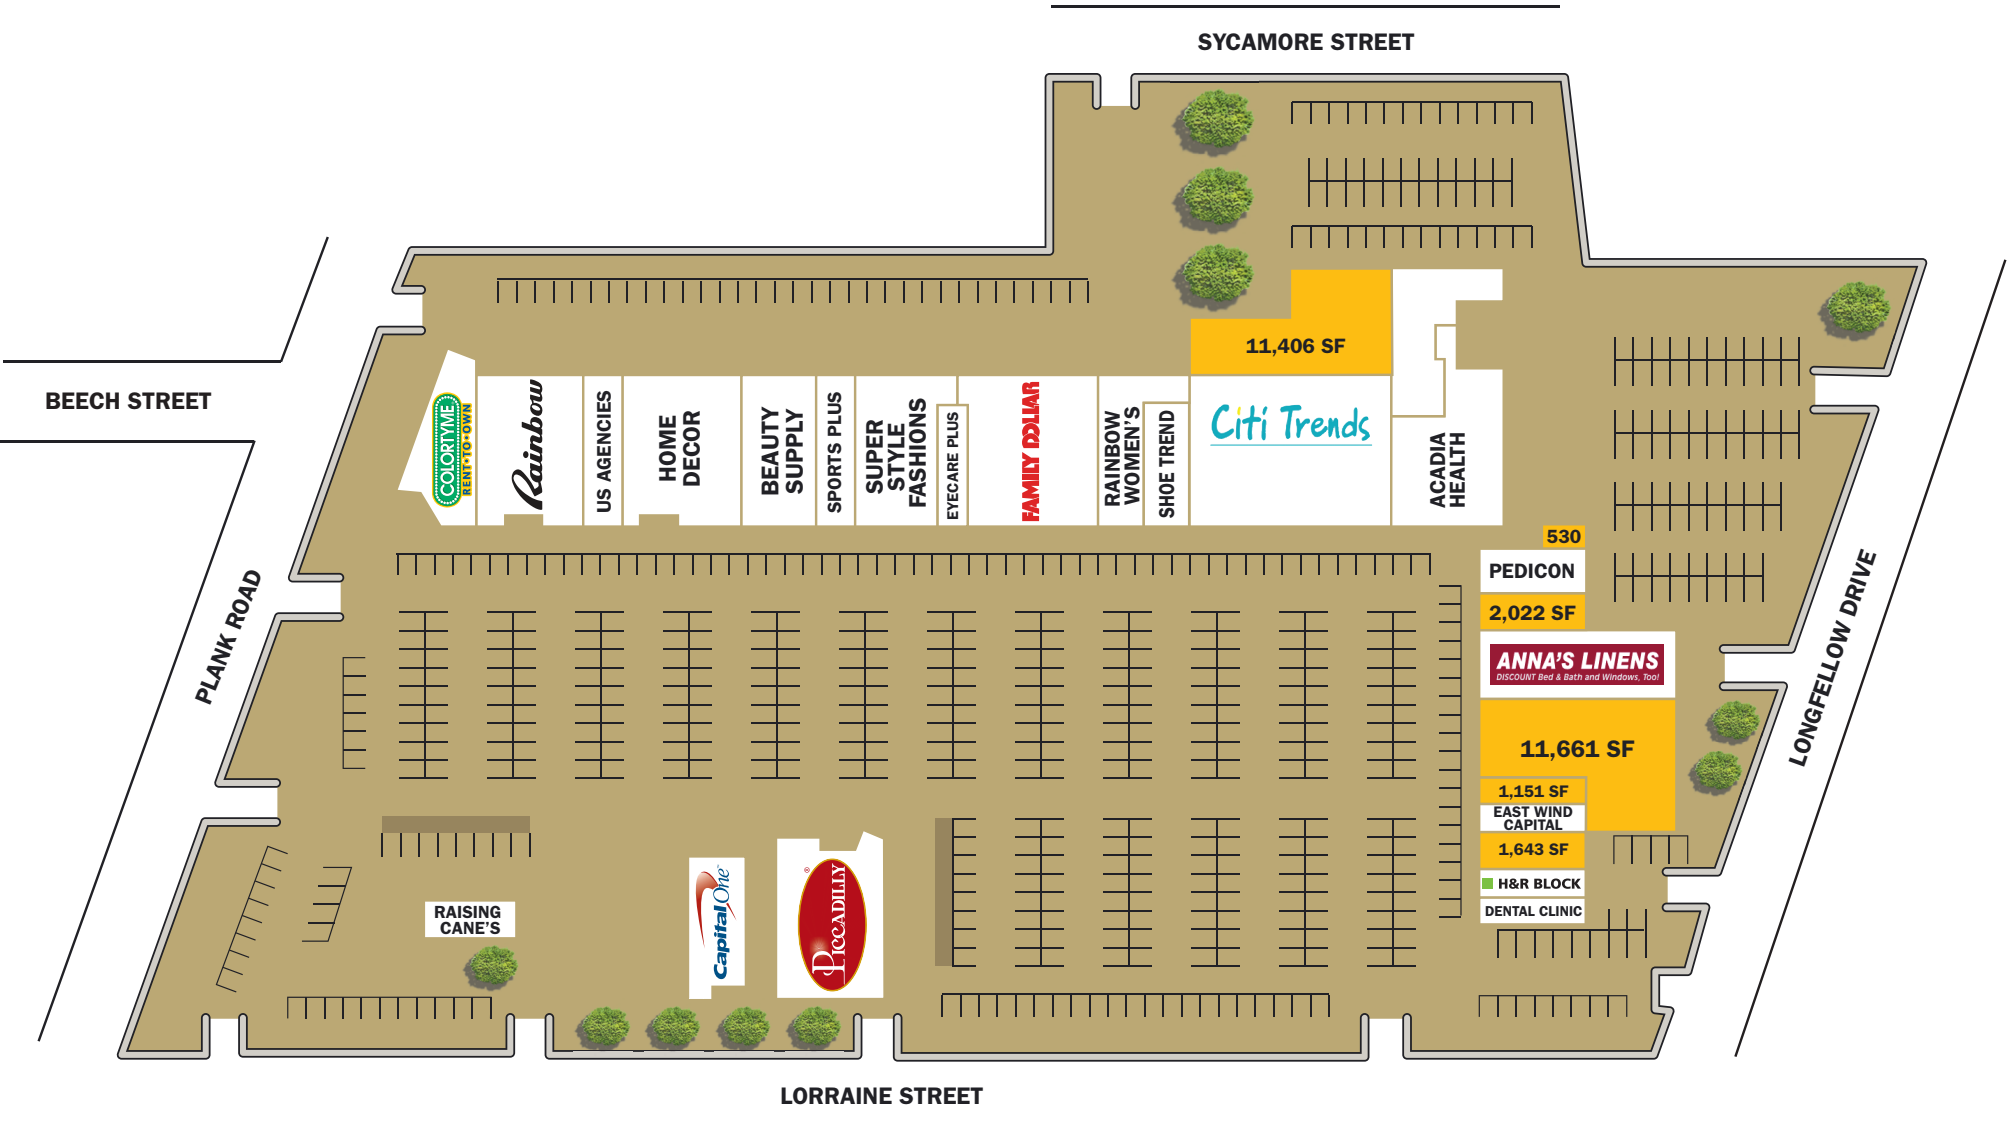 SYCAMORE STREET
11,406 SF
BEECH STREET
COLORTYME
RENT•TO•OWN
Rainbow
US AGENCIES
HOME
DECOR
BEAUTY
SUPPLY
SPORTS PLUS
SUPER
STYLE
FASHIONS
EYECARE PLUS
FAMILY DOLLAR
RAINBOW
WOMEN'S
SHOE TREND
Citi Trends
ACADIA
HEALTH
530
PEDICON
2,022 SF
ANNA'S LINENS
DISCOUNT Bed & Bath and Windows, Too!
11,661 SF
1,151 SF
EAST WIND
CAPITAL
1,643 SF
H&R BLOCK
DENTAL CLINIC
PLANK ROAD
LONGFELLOW DRIVE
RAISING
CANE'S
Capital One
PICCADILLY
®
LORRAINE STREET